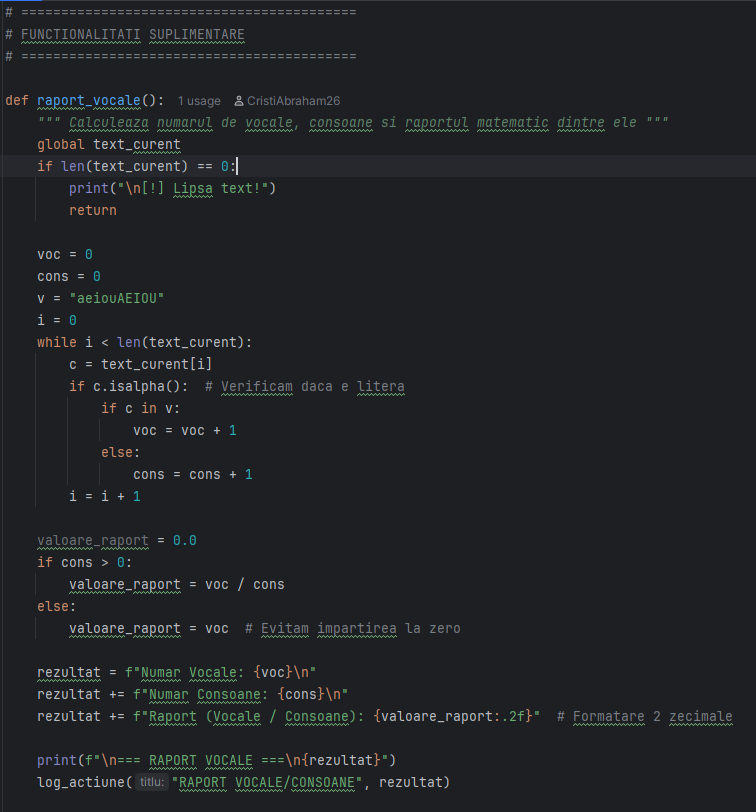 # ==========================================
# FUNCTIONALITATI SUPLIMENTARE
# ==========================================
def raport_vocale(): 1 usage CristiAbraham26
    """ Calculeaza numarul de vocale, consoane si raportul matematic dintre ele """
    global text_curent
    if len(text_curent) == 0:
        print("\n[!] Lipsa text!")
        return

    voc = 0
    cons = 0
    v = "aeiouAEIOU"
    i = 0
    while i < len(text_curent):
        c = text_curent[i]
        if c.isalpha():  # Verificam daca e litera
            if c in v:
                voc = voc + 1
            else:
                cons = cons + 1
        i = i + 1

    valoare_raport = 0.0
    if cons > 0:
        valoare_raport = voc / cons
    else:
        valoare_raport = voc  # Evitam impartirea la zero

    rezultat = f"Numar Vocale: {voc}\n"
    rezultat += f"Numar Consoane: {cons}\n"
    rezultat += f"Raport (Vocale / Consoane): {valoare_raport:.2f}"  # Formatare 2 zecimale

    print(f"\n=== RAPORT VOCALE ===\n{rezultat}")
    log_actiune( titlu: "RAPORT VOCALE/CONSOANE", rezultat)